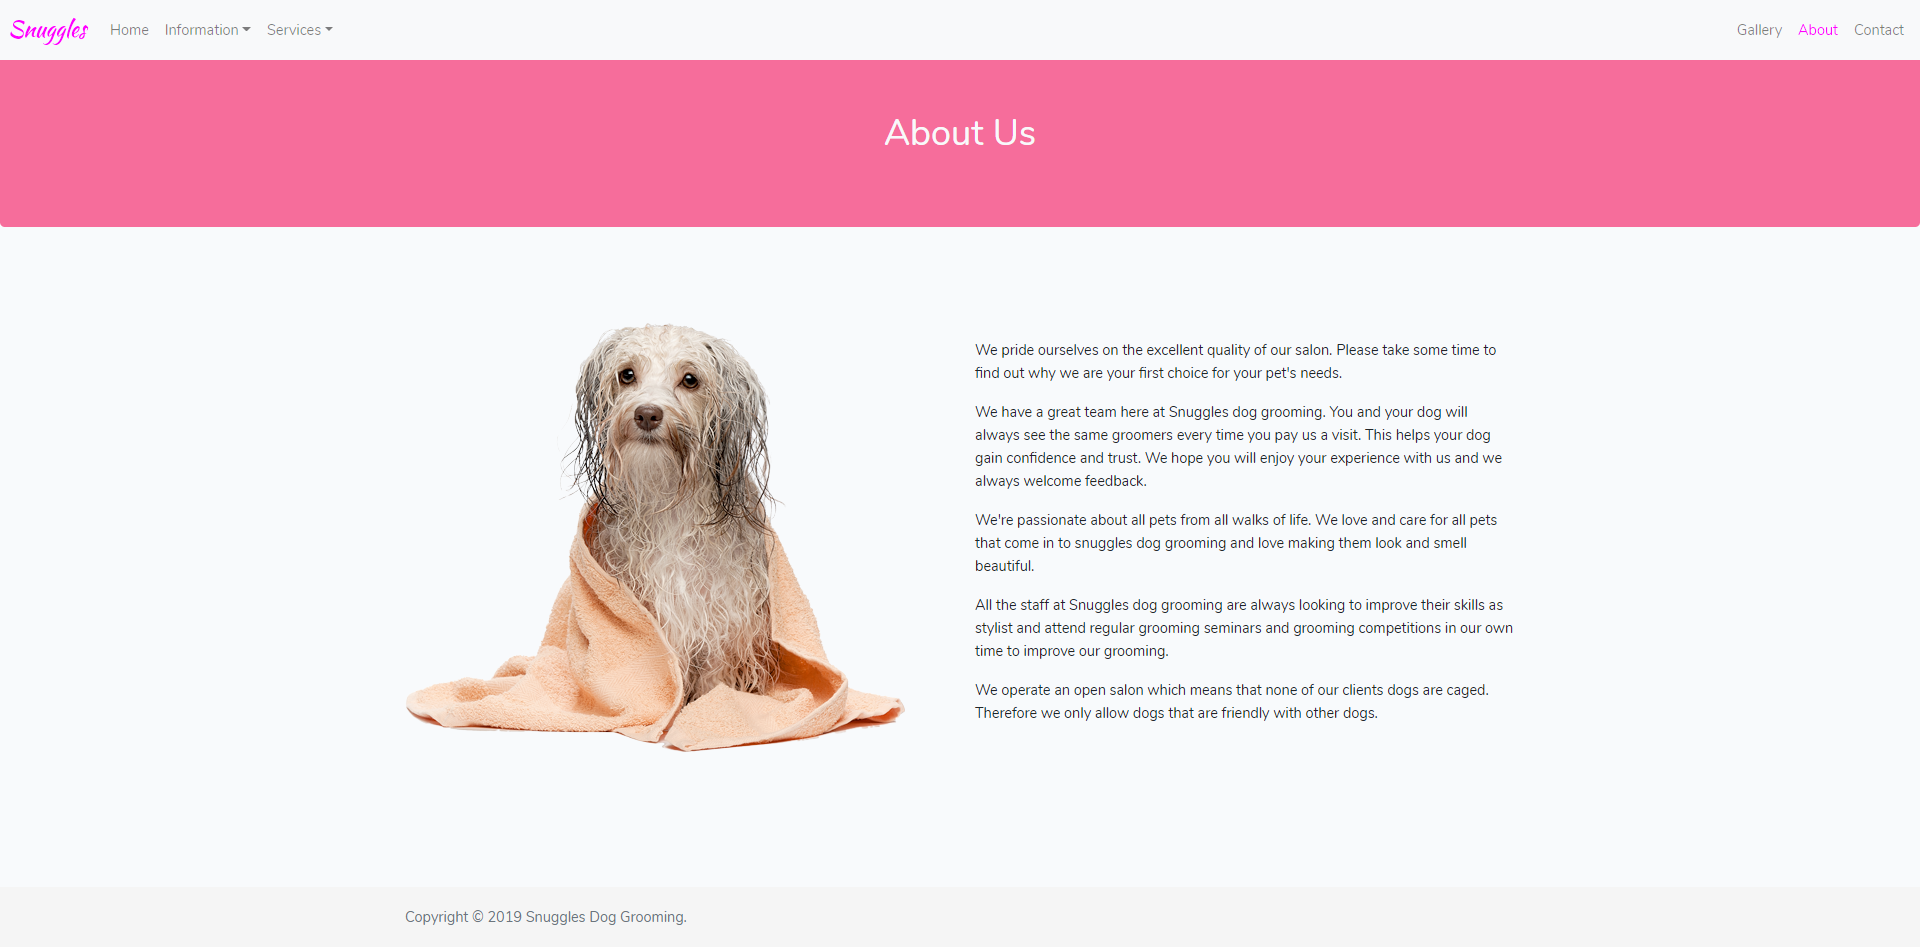 Snuggles Home Information Services Gallery About Contact
About Us
We pride ourselves on the excellent quality of our salon. Please take some time to
find out why we are your first choice for your pet's needs.
We have a great team here at Snuggles dog grooming. You and your dog will
always see the same groomers every time you pay us a visit. This helps your dog
gain confidence and trust. We hope you will enjoy your experience with us and we
always welcome feedback.
We're passionate about all pets from all walks of life. We love and care for all pets
that come in to snuggles dog grooming and love making them look and smell
beautiful.
All the staff at Snuggles dog grooming are always looking to improve their skills as
stylist and attend regular grooming seminars and grooming competitions in our own
time to improve our grooming.
We operate an open salon which means that none of our clients dogs are caged.
Therefore we only allow dogs that are friendly with other dogs.
Copyright © 2019 Snuggles Dog Grooming.